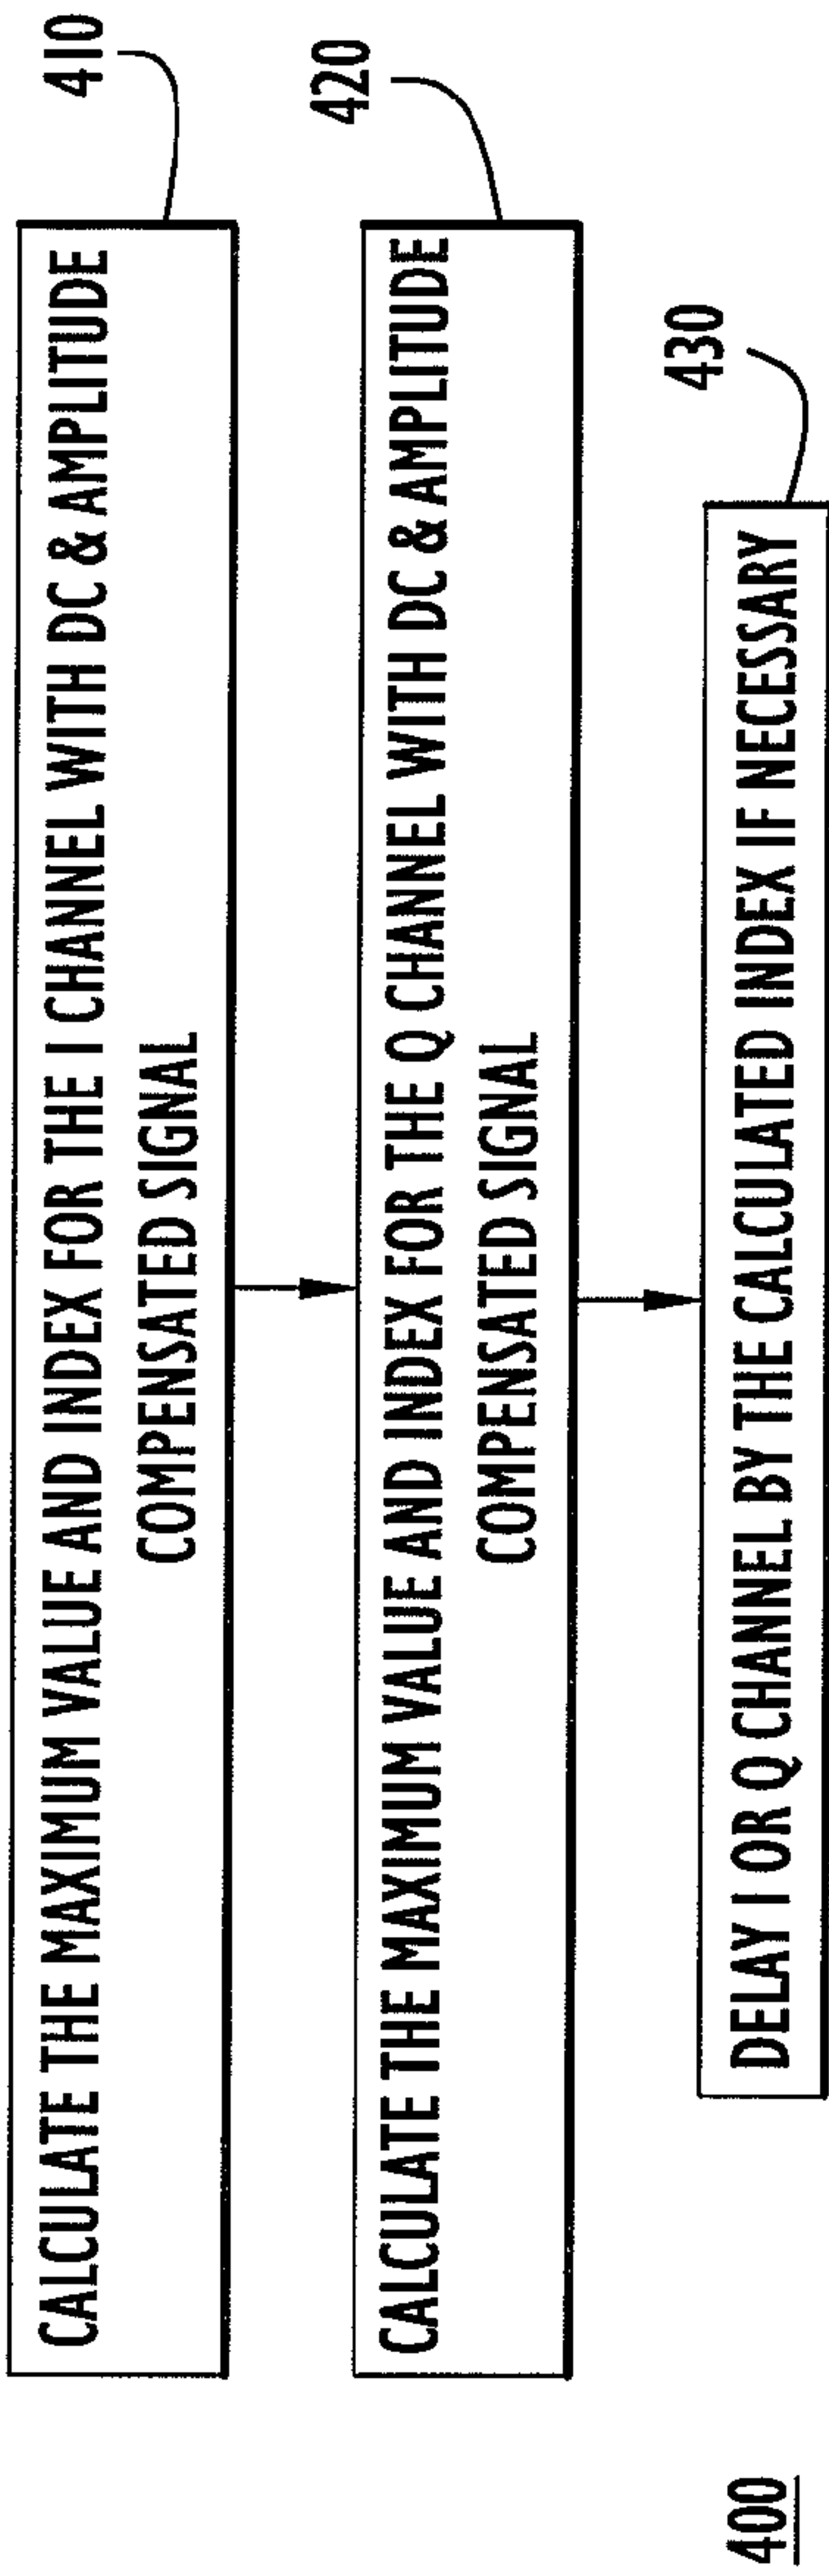 410
CALCULATE THE MAXIMUM VALUE AND INDEX FOR THE I CHANNEL WITH DC & AMPLITUDE
COMPENSATED SIGNAL
420
CALCULATE THE MAXIMUM VALUE AND INDEX FOR THE Q CHANNEL WITH DC & AMPLITUDE
COMPENSATED SIGNAL
430
DELAY I OR Q CHANNEL BY THE CALCULATED INDEX IF NECESSARY
400